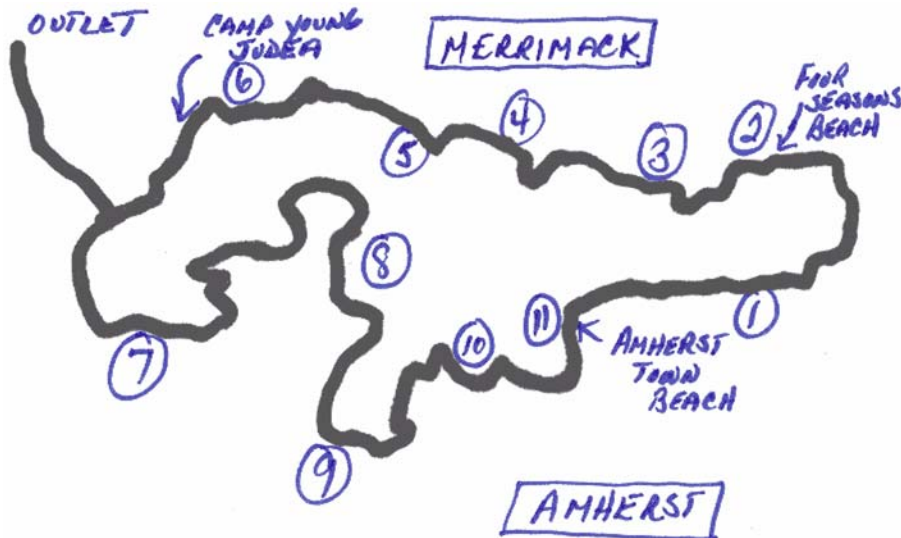 OUTLET
CAMP YOUNG
JUDEA
MERRIMACK
FOUR
SEASONS
BEACH
6
5
4
3
2
7
8
9
10
11
1
AMHERST
TOWN
BEACH
AMHERST